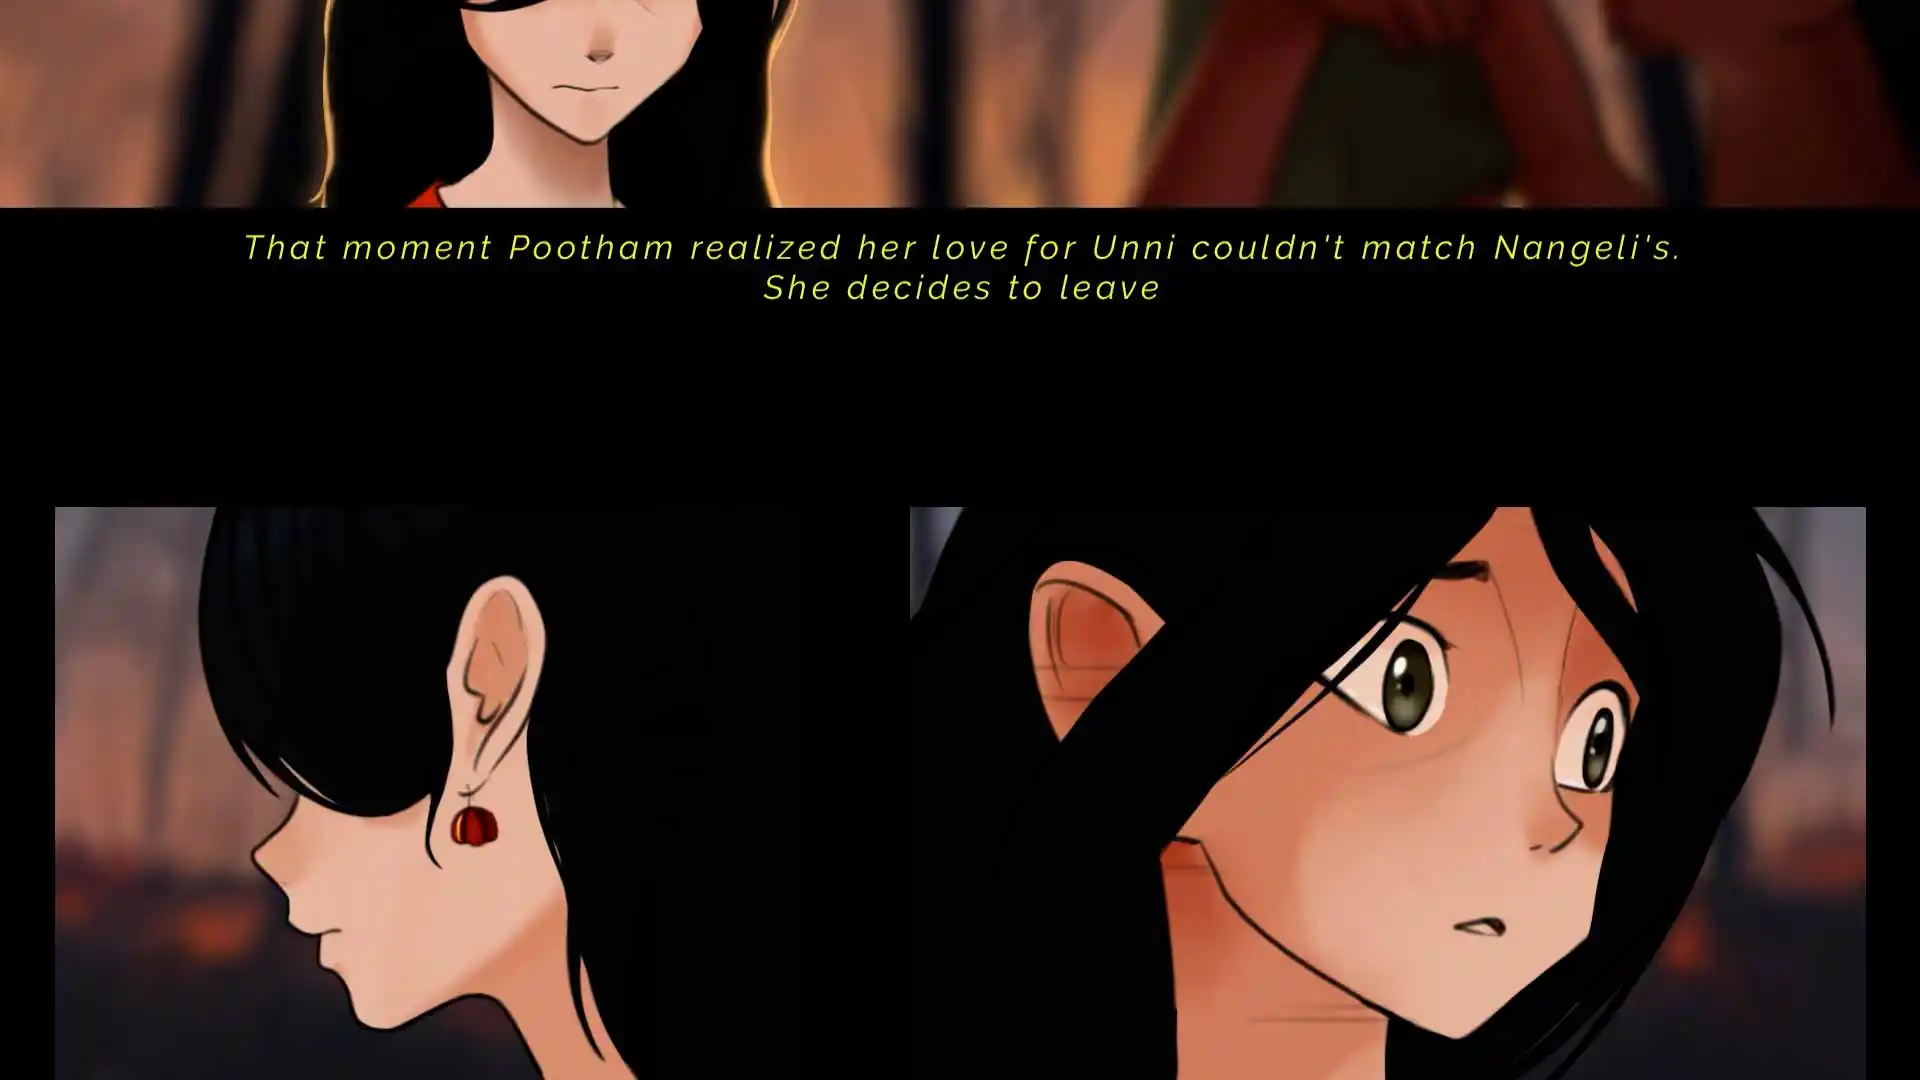 That moment Pootham realized her love for Unni couldn't match Nangeli's.
She decides to leave